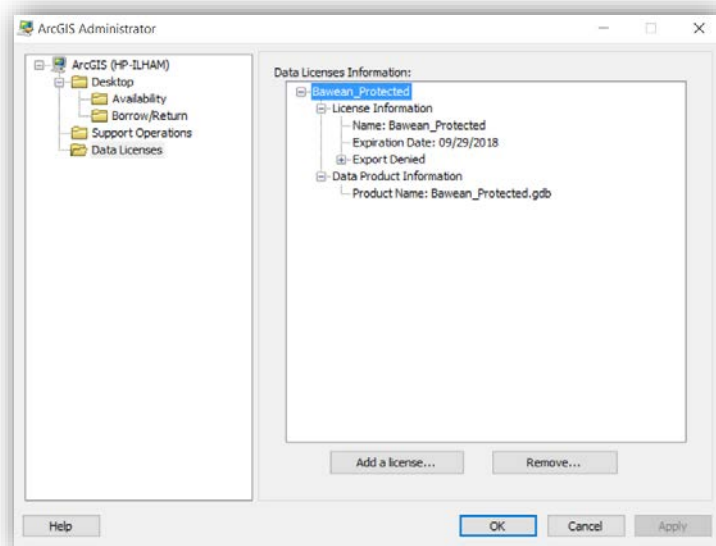 ArcGIS Administrator
ArcGIS (HP-ILHAM)
Desktop
Availability
Borrow/Return
Support Operations
Data Licenses
Data Licenses Information:
Bawean_Protected
License Information
Name: Bawean_Protected
Expiration Date: 09/29/2018
Export Denied
Data Product Information
Product Name: Bawean_Protected.gdb
Add a license...
Remove...
Help
OK
Cancel
Apply